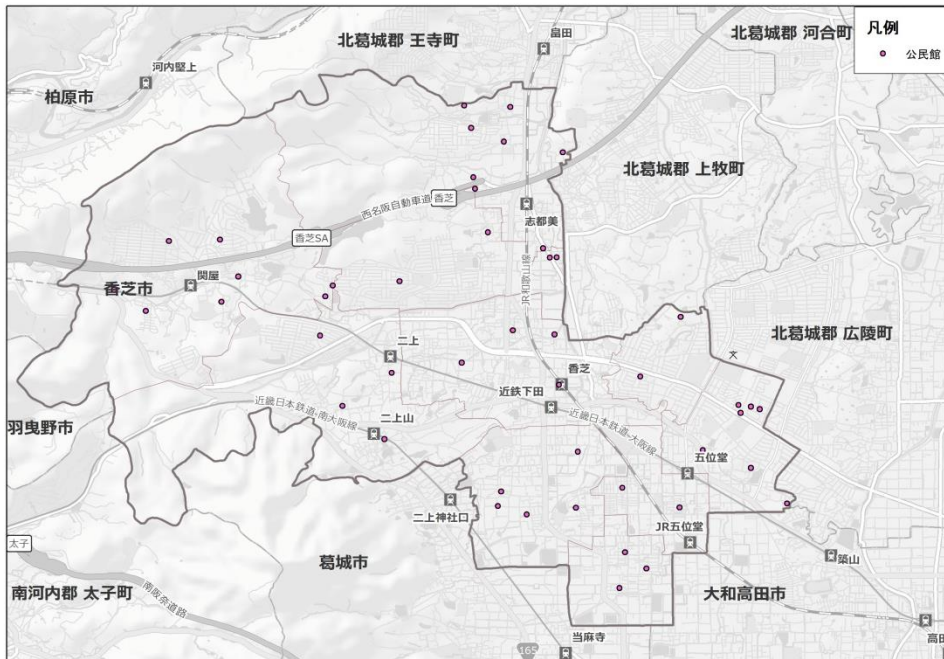 北葛城郡 王寺町
畠田
北葛城郡 河合町
凡例
公民館
河内堅上
柏原市
北葛城郡 上牧町
西名阪自動車道
香芝
志都美
香芝SA
JR和歌山線
関屋
香芝市
北葛城郡 広陵町
二上
香芝
近鉄下田
近畿日本鉄道-南大阪線
近畿日本鉄道-大阪線
羽曳野市
二上山
五位堂
二上神社口
JR五位堂
太子
葛城市
築山
南河内郡 太子町
南阪奈道路
大和高田市
高田
当麻寺
165